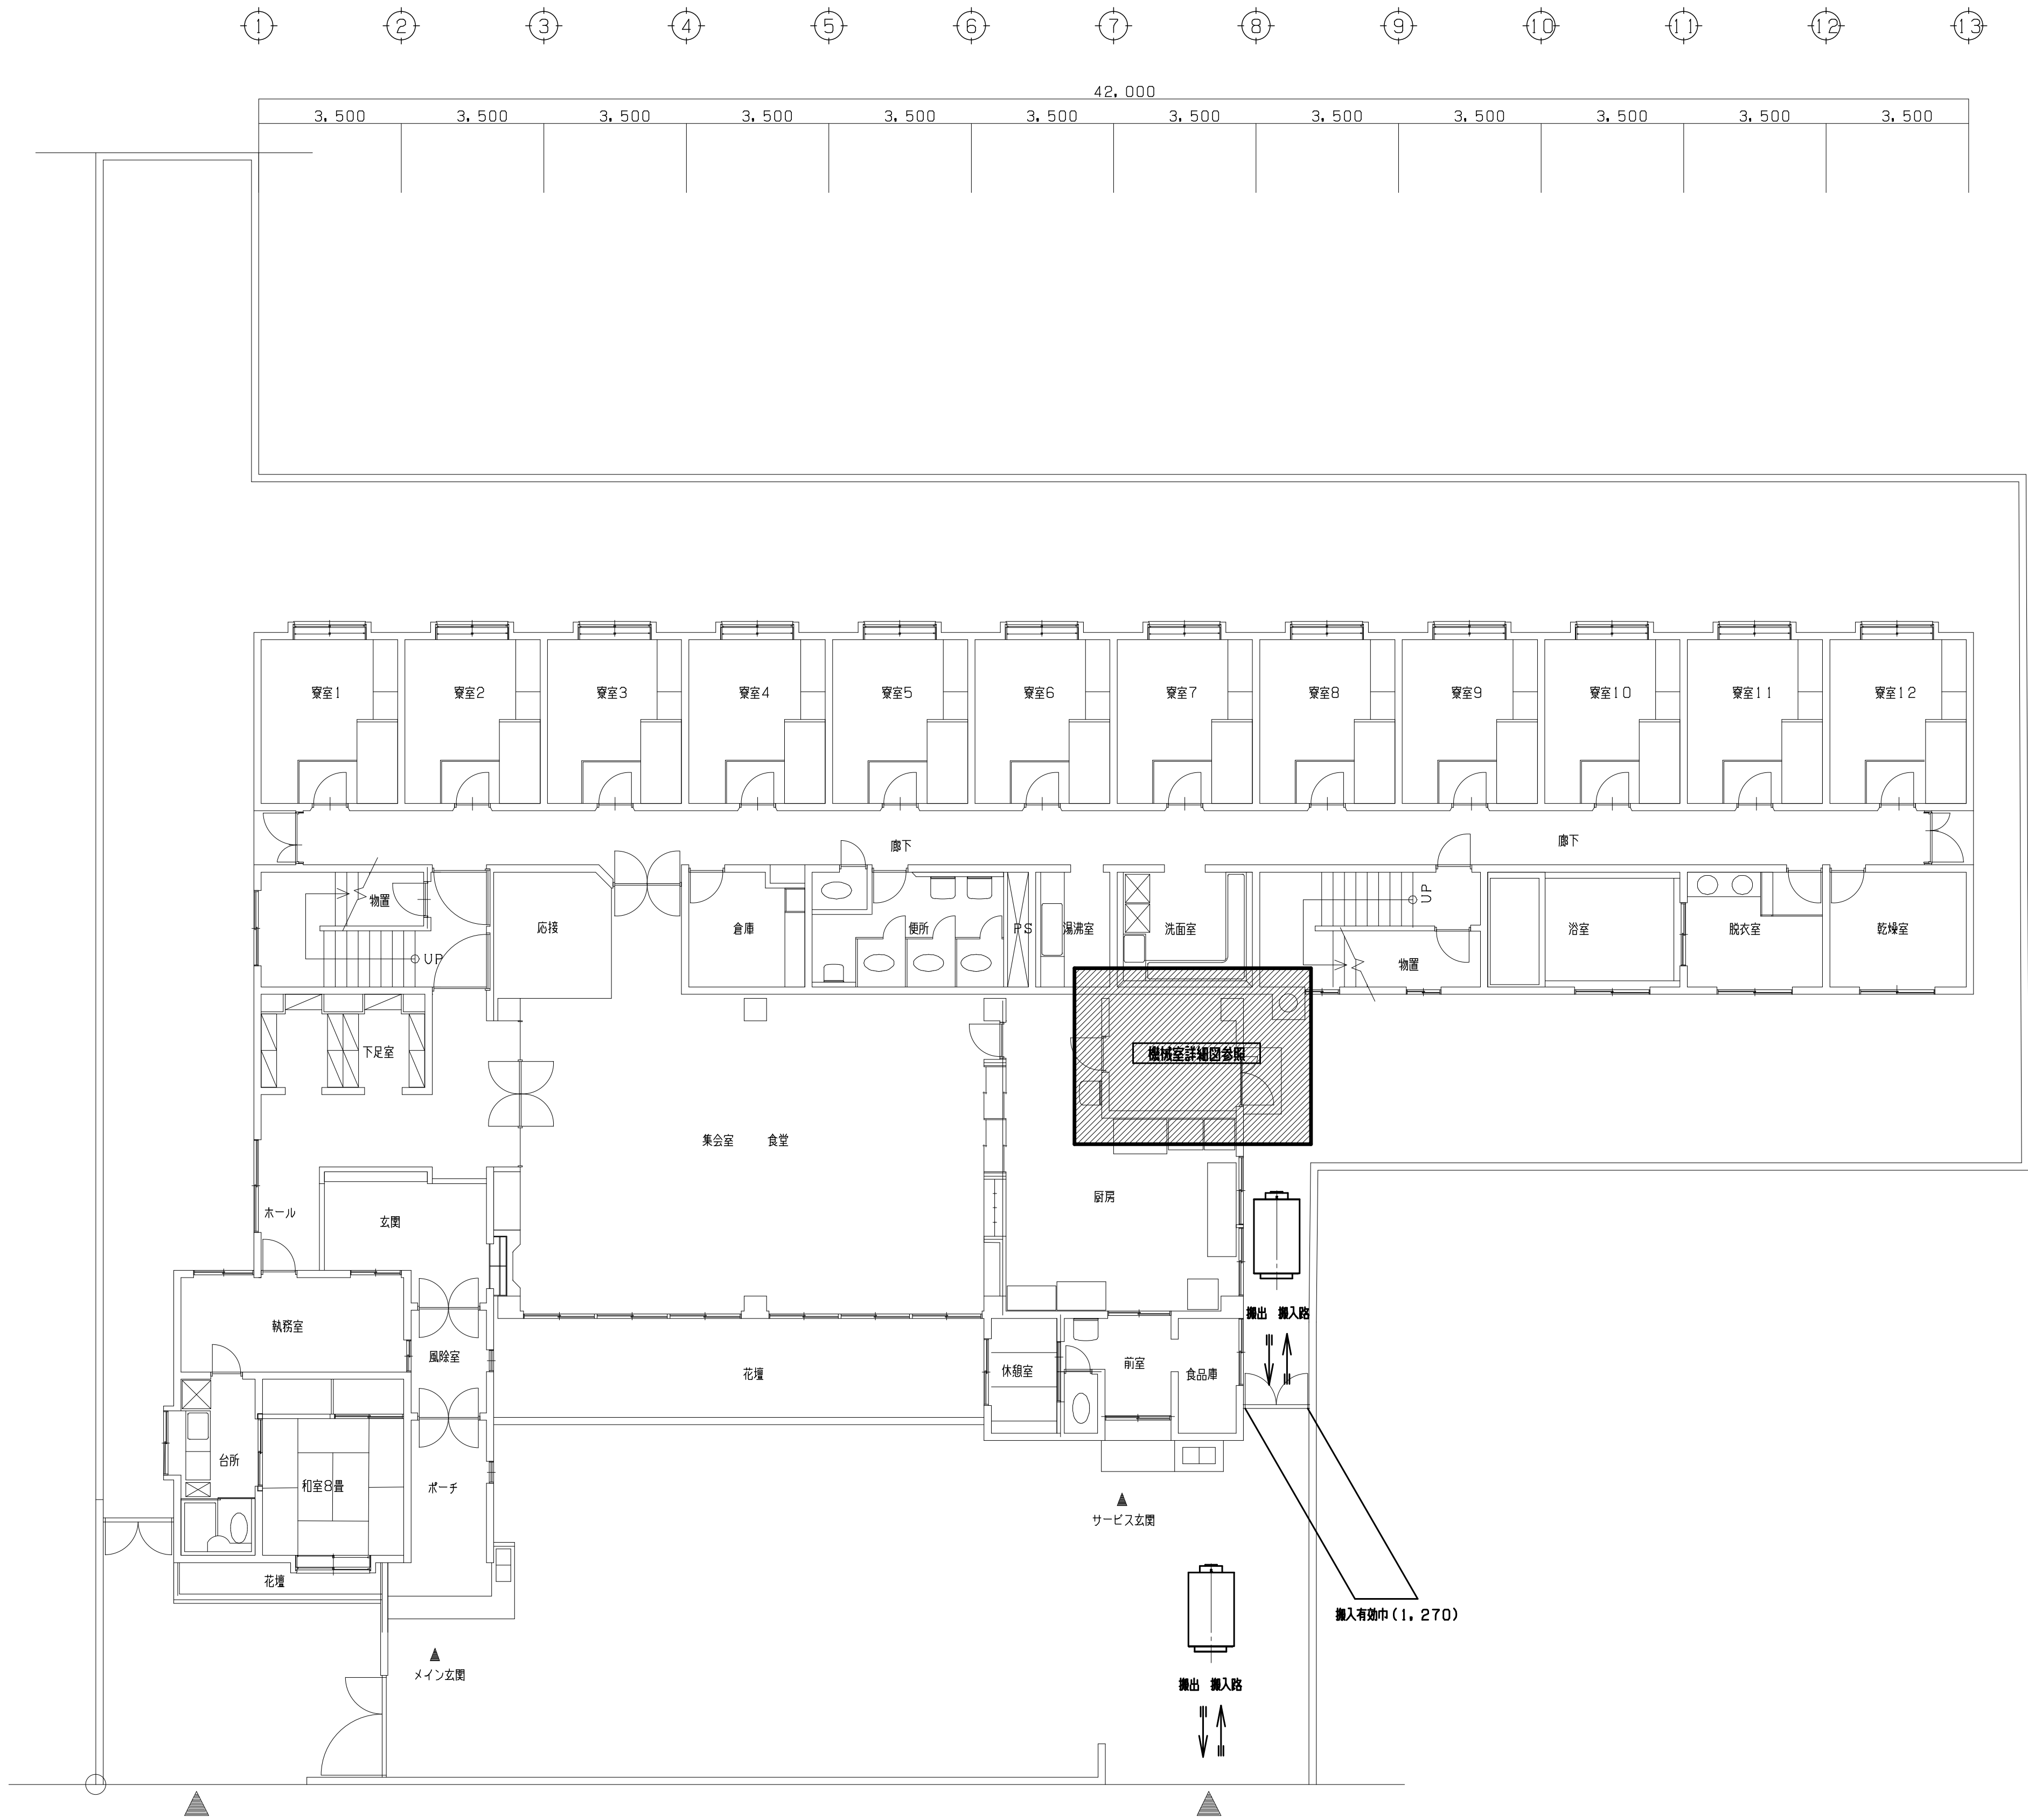 1 2 3 4 5 6 7 8 9 10 11 12 13
42,000
3,500 3,500 3,500 3,500 3,500 3,500 3,500 3,500 3,500 3,500 3,500 3,500
寮室1 寮室2 寮室3 寮室4 寮室5 寮室6 寮室7 寮室8 寮室9 寮室10 寮室11 寮室12
廊下 廊下
物置 UP
応接 倉庫 便所 PS 湯沸室 洗面室 浴室 脱衣室 乾燥室
UP 物置
下足室 機械室詳細図参照
集会室 食堂
厨房
ホール 玄関
搬出 搬入路
執務室
風除室 花壇 休憩室 前室 食品庫
台所 和室8畳 ポーチ
サービス玄関
花壇
搬入有効巾(1,270)
メイン玄関
搬出 搬入路